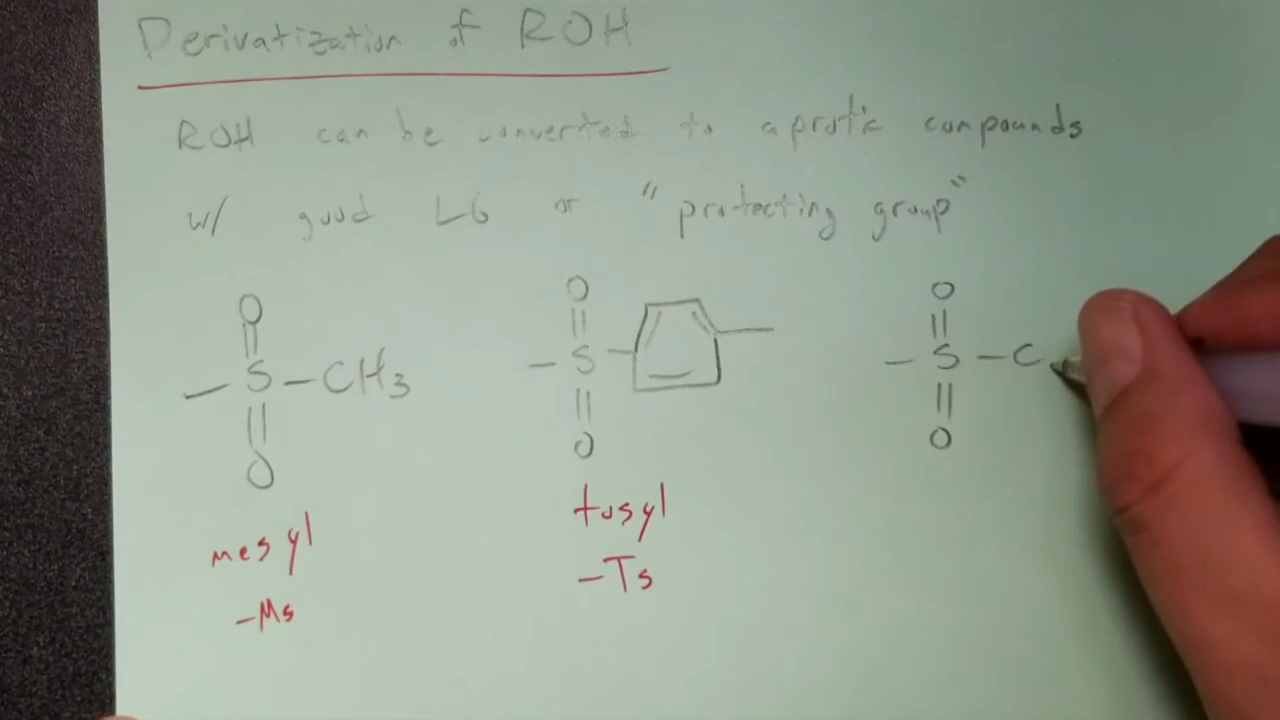 Derivatization of ROH
ROH can be converted to aprotic compounds
w/ good LG or "protecting group"
O
S
CH3
O
mesyl
-Ms
O
S
O
tosyl
-Ts
O
S
C
O